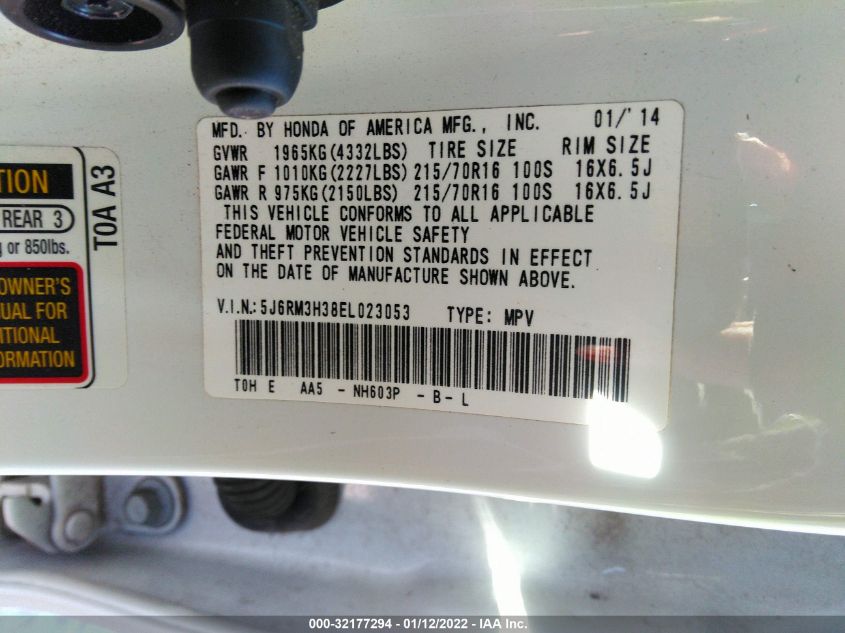 MFD. BY HONDA OF AMERICA MFG., INC. 01/'14
GVWR 1965KG(4332LBS) TIRE SIZE RIM SIZE
GAWR F 1010KG(2227LBS) 215/70R16 100S 16X6.5J
GAWR R 975KG(2150LBS) 215/70R16 100S 16X6.5J
THIS VEHICLE CONFORMS TO ALL APPLICABLE
FEDERAL MOTOR VEHICLE SAFETY
AND THEFT PREVENTION STANDARDS IN EFFECT
ON THE DATE OF MANUFACTURE SHOWN ABOVE.
V.I.N.:5J6RM3H38EL023053 TYPE: MPV
T0H E AA5 - NH603P - B - L
TION
REAR 3
g or 850lbs.
T0A A3
OWNER'S
UAL FOR
ITIONAL
ORMATION
000-32177294 - 01/12/2022 - IAA Inc.